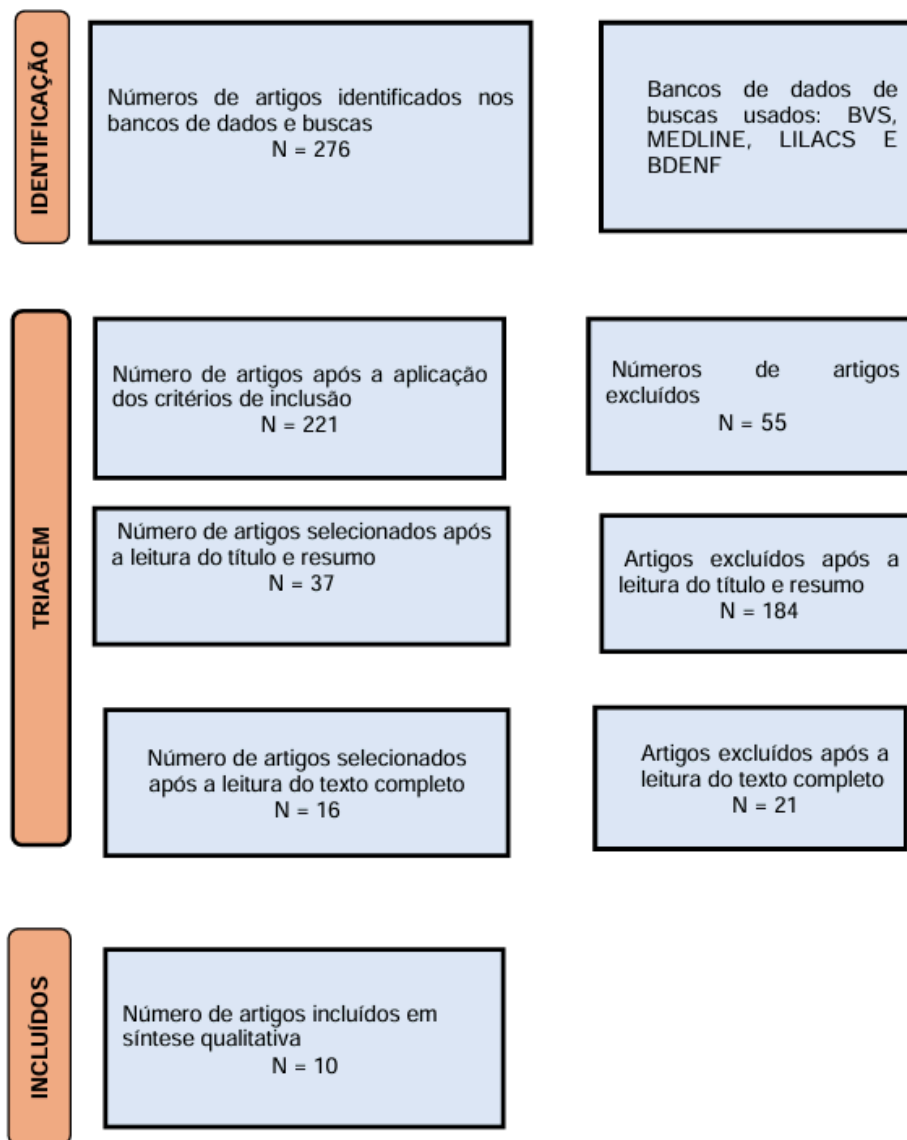 IDENTIFICAÇÃO
Números de artigos identificados nos
bancos de dados e buscas
N = 276
Bancos de dados de
buscas usados: BVS,
MEDLINE, LILACS E
BDENF
TRIAGEM
Número de artigos após a aplicação
dos critérios de inclusão
N = 221
Números de artigos
excluídos
N = 55
Número de artigos selecionados após
a leitura do título e resumo
N = 37
Artigos excluídos após a
leitura do título e resumo
N = 184
Número de artigos selecionados
após a leitura do texto completo
N = 16
Artigos excluídos após a
leitura do texto completo
N = 21
INCLUÍDOS
Número de artigos incluídos em
síntese qualitativa
N = 10